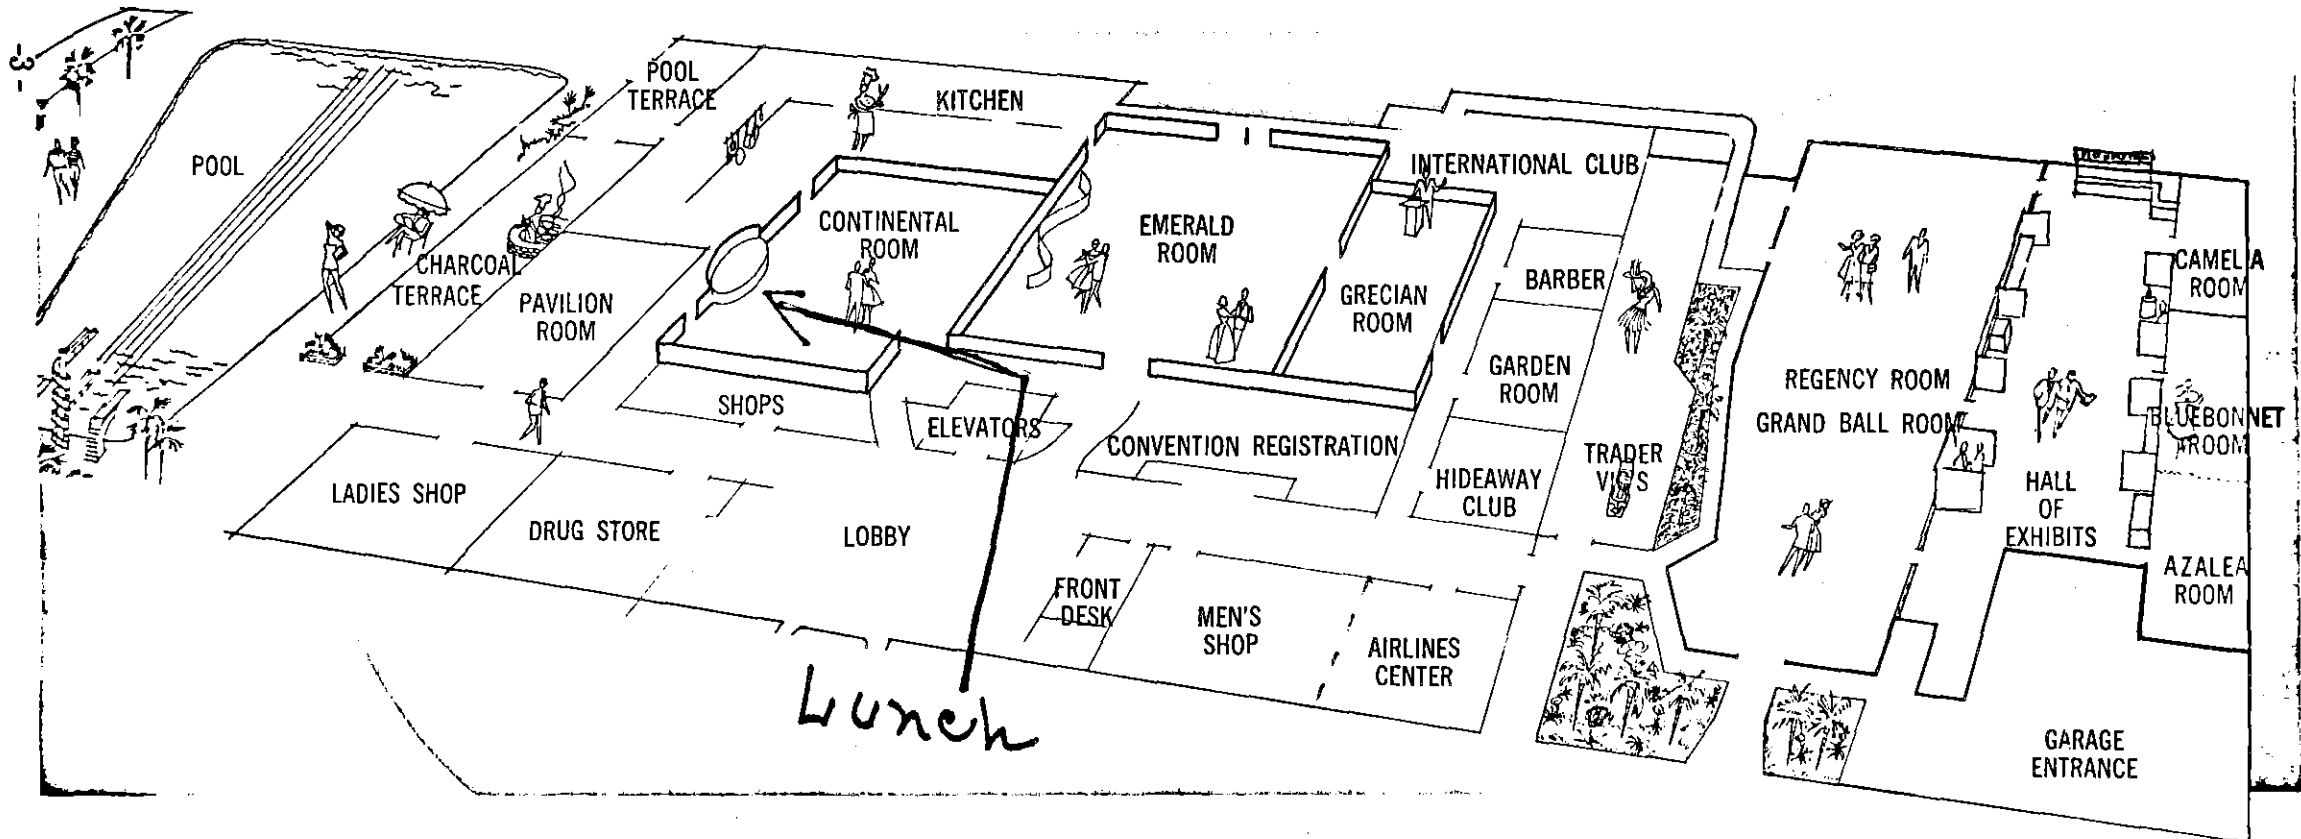 -3-
POOL
POOL
TERRACE
KITCHEN
CHARCOAL
TERRACE
PAVILION
ROOM
CONTINENTAL
ROOM
EMERALD
ROOM
GRECIAN
ROOM
INTERNATIONAL CLUB
BARBER
GARDEN
ROOM
HIDEAWAY
CLUB
TRADER
VIC'S
REGENCY ROOM
GRAND BALL ROOM
HALL
OF
EXHIBITS
CAMELIA
ROOM
BLUEBONNET
ROOM
AZALEA
ROOM
SHOPS
ELEVATORS
CONVENTION REGISTRATION
LADIES SHOP
DRUG STORE
LOBBY
FRONT
DESK
MEN'S
SHOP
AIRLINES
CENTER
GARAGE
ENTRANCE
Lunch